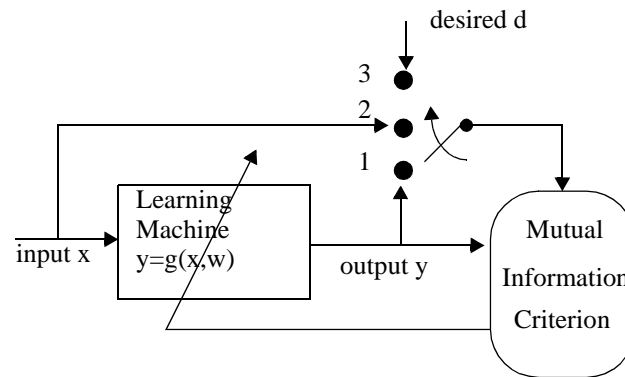 desired d
3
2
1
Learning
Machine
y=g(x,w)
input x
output y
Mutual
Information
Criterion